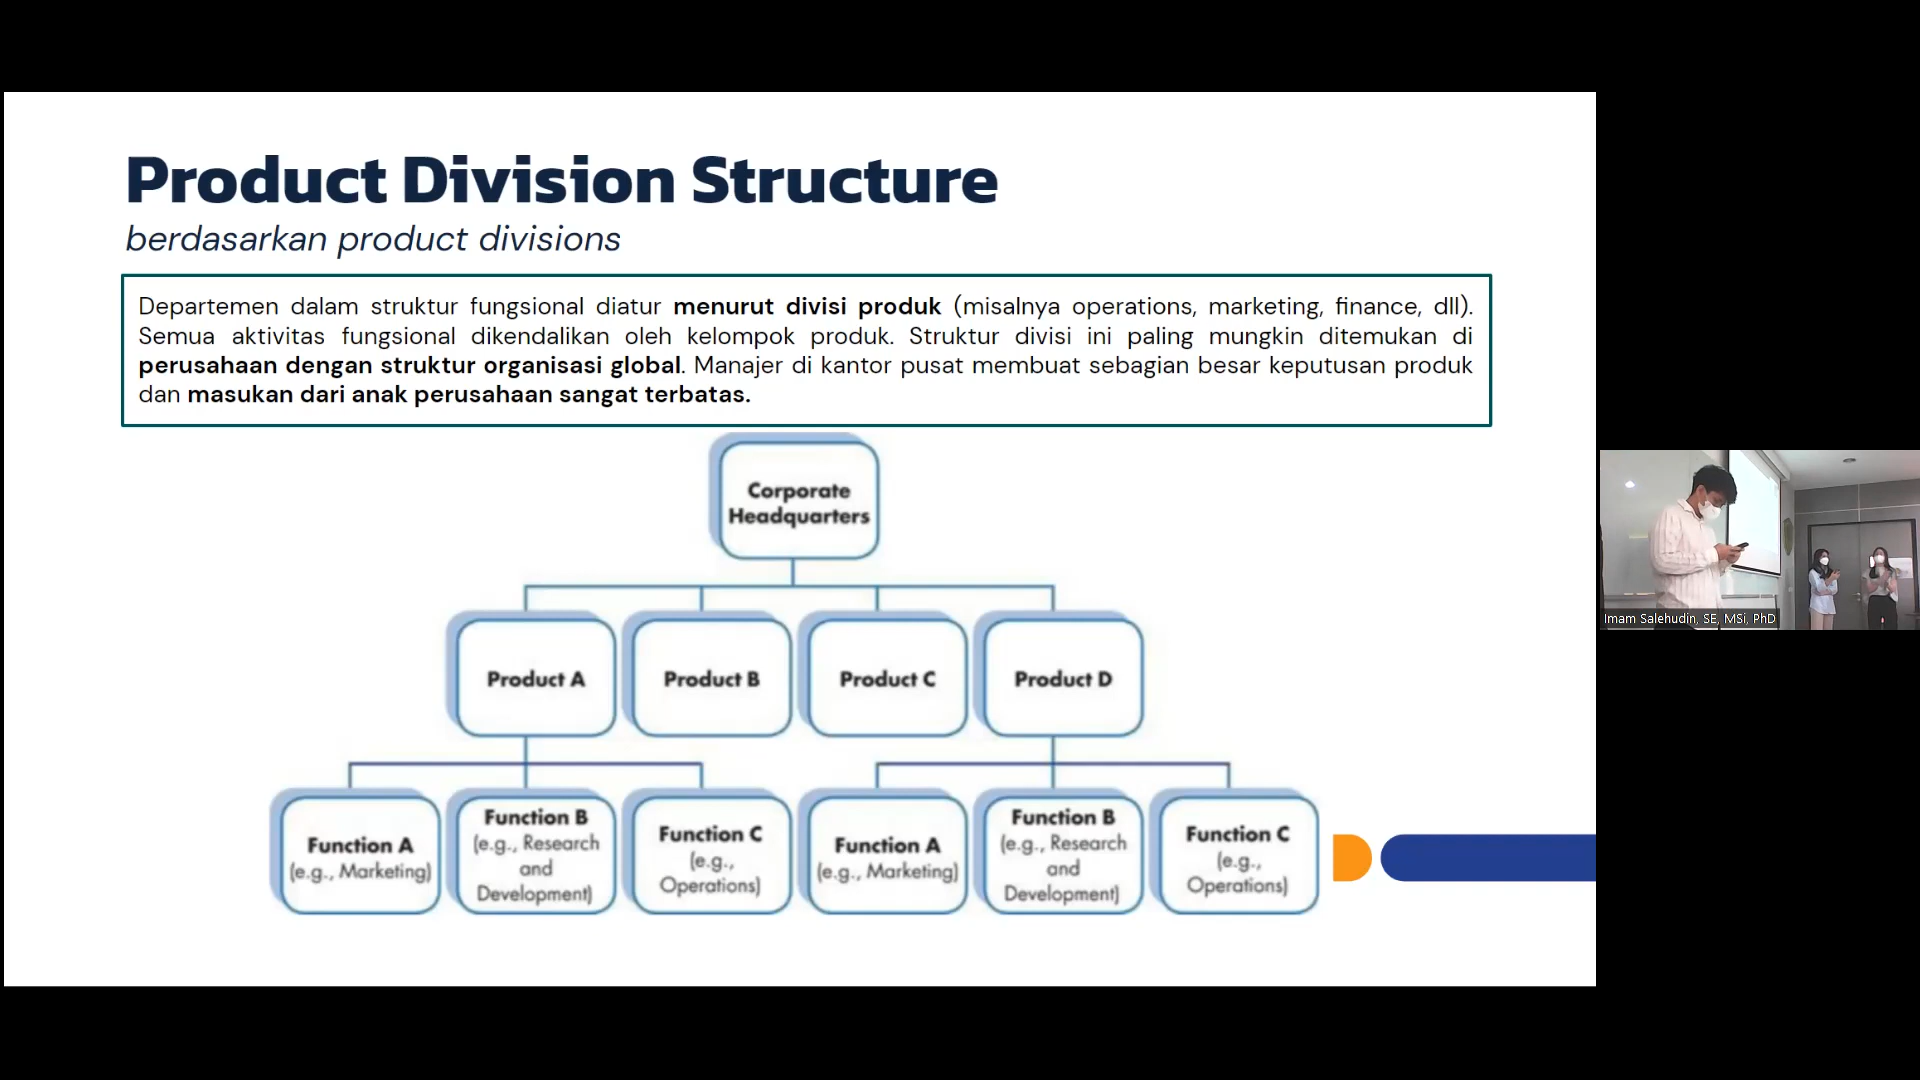 Product Division Structure
berdasarkan product divisions
Departemen dalam struktur fungsional diatur menurut divisi produk (misalnya operations, marketing, finance, dll).
Semua aktivitas fungsional dikendalikan oleh kelompok produk. Struktur divisi ini paling mungkin ditemukan di
perusahaan dengan struktur organisasi global. Manajer di kantor pusat membuat sebagian besar keputusan produk
dan masukan dari anak perusahaan sangat terbatas.
Corporate
Headquarters
Product A
Product B
Product C
Product D
Function A
(e.g., Marketing)
Function B
(e.g., Research
and
Development)
Function C
(e.g.,
Operations)
Function A
(e.g., Marketing)
Function B
(e.g., Research
and
Development)
Function C
(e.g.,
Operations)
Imam Salehudin, SE, MSi, PhD